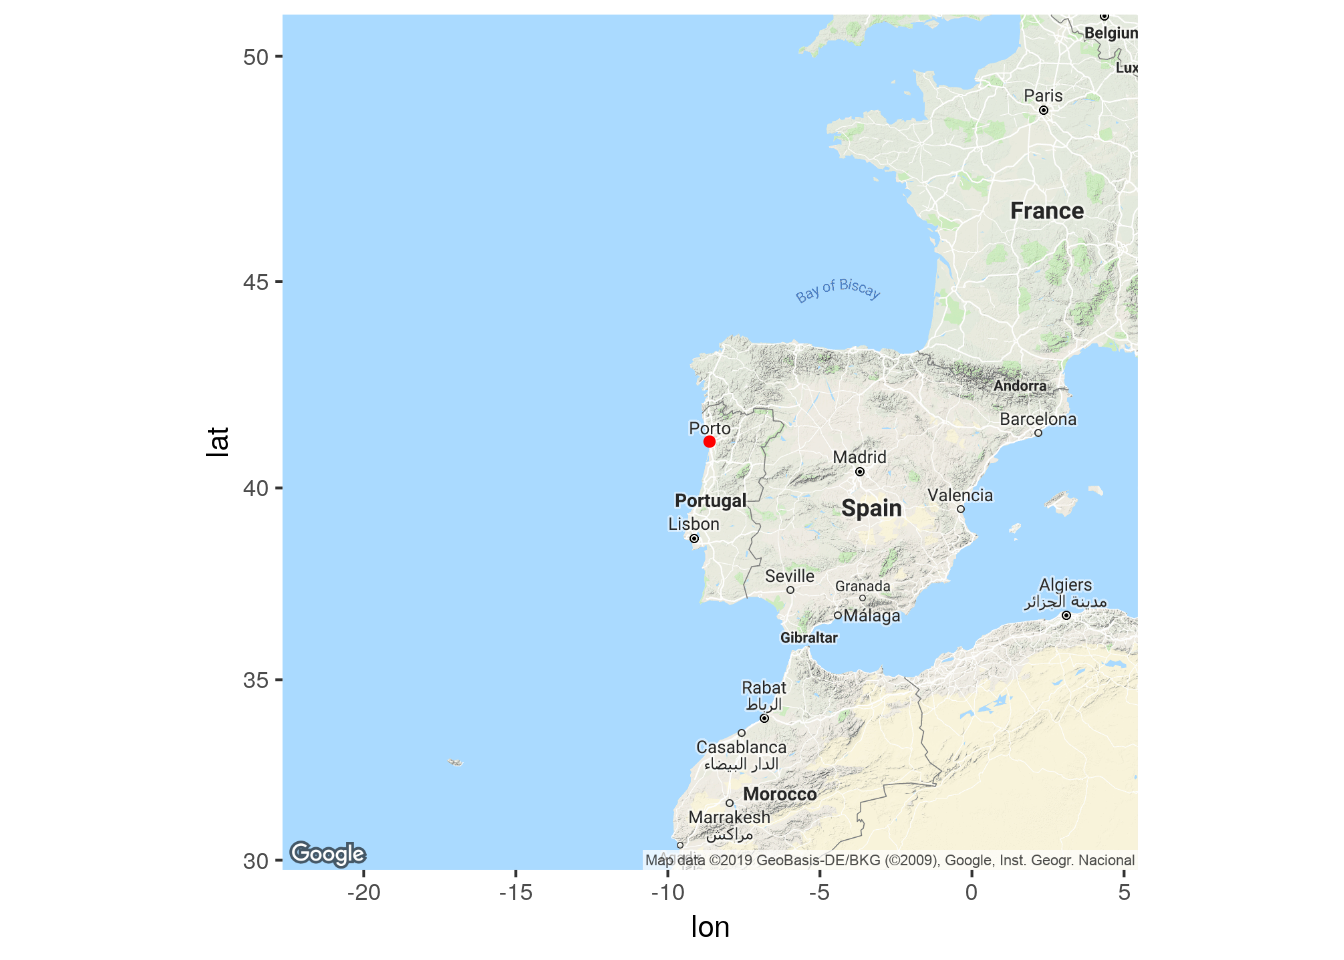 50
45
40
35
30
lat
Belgium
Lux
Paris
France
Bay of Biscay
Andorra
Barcelona
Porto
Madrid
Portugal
Spain
Valencia
Lisbon
Seville
Granada
Málaga
Algiers
مدينة الجزائر
Gibraltar
Rabat
الرباط
Casablanca
الدار البيضاء
Morocco
Marrakesh
مراكش
Google
Map data ©2019 GeoBasis-DE/BKG (©2009), Google, Inst. Geogr. Nacional
-20
-15
-10
-5
0
5
lon